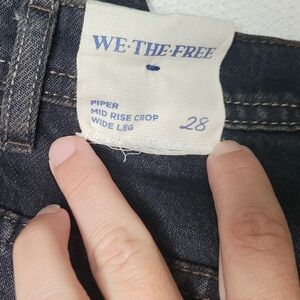 WE·THE·FREE
PIPER
MID RISE CROP
WIDE LEG
28